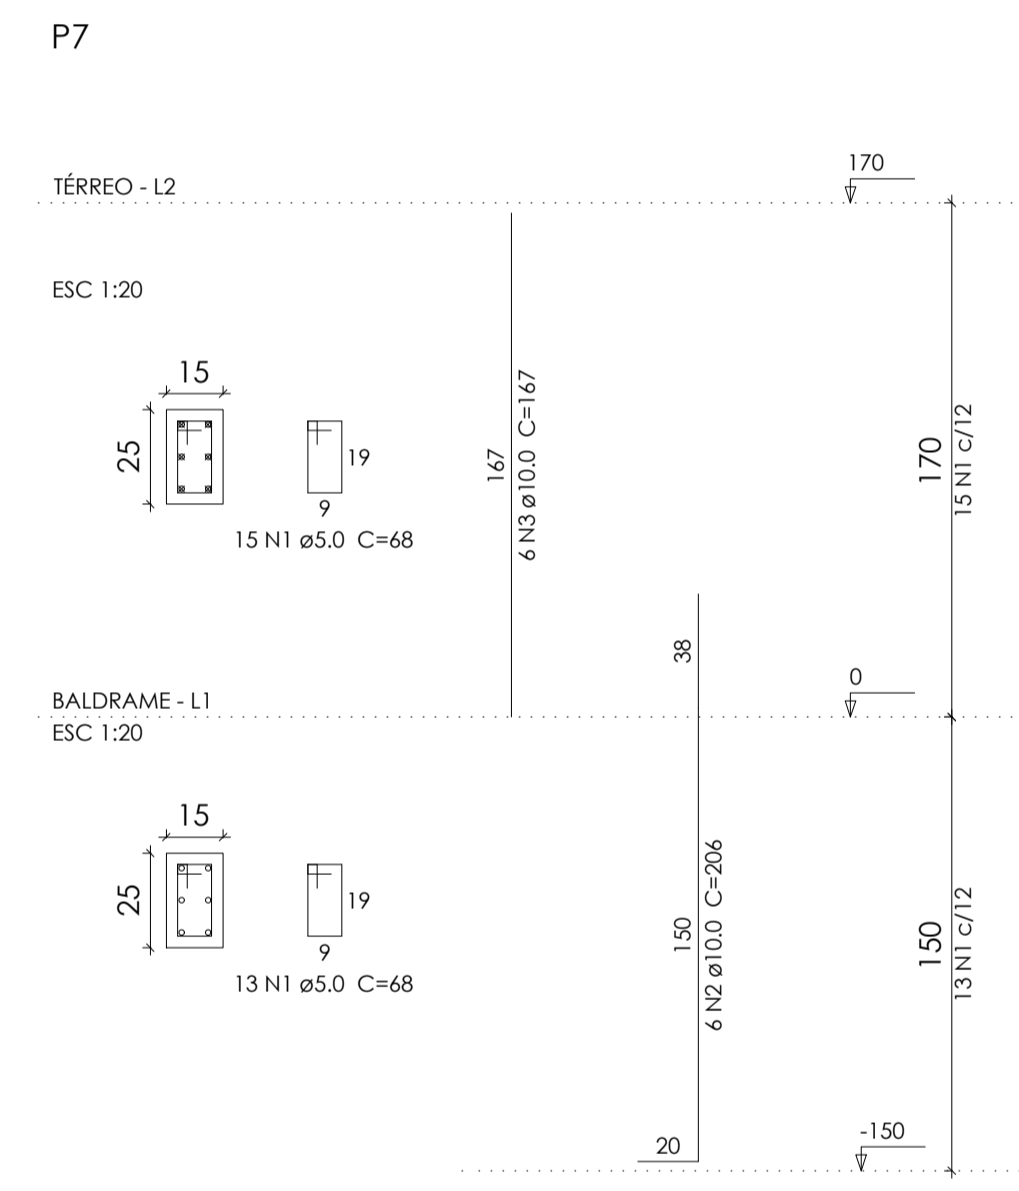 P7
170
TÉRREO - L2
ESC 1:20
15
25
19
9
15 N1 ø5.0 C=68
167
6 N3 ø10.0 C=167
170
15 N1 c/12
38
0
BALDRAME - L1
ESC 1:20
15
25
19
9
13 N1 ø5.0 C=68
150
6 N2 ø10.0 C=206
150
13 N1 c/12
20
-150